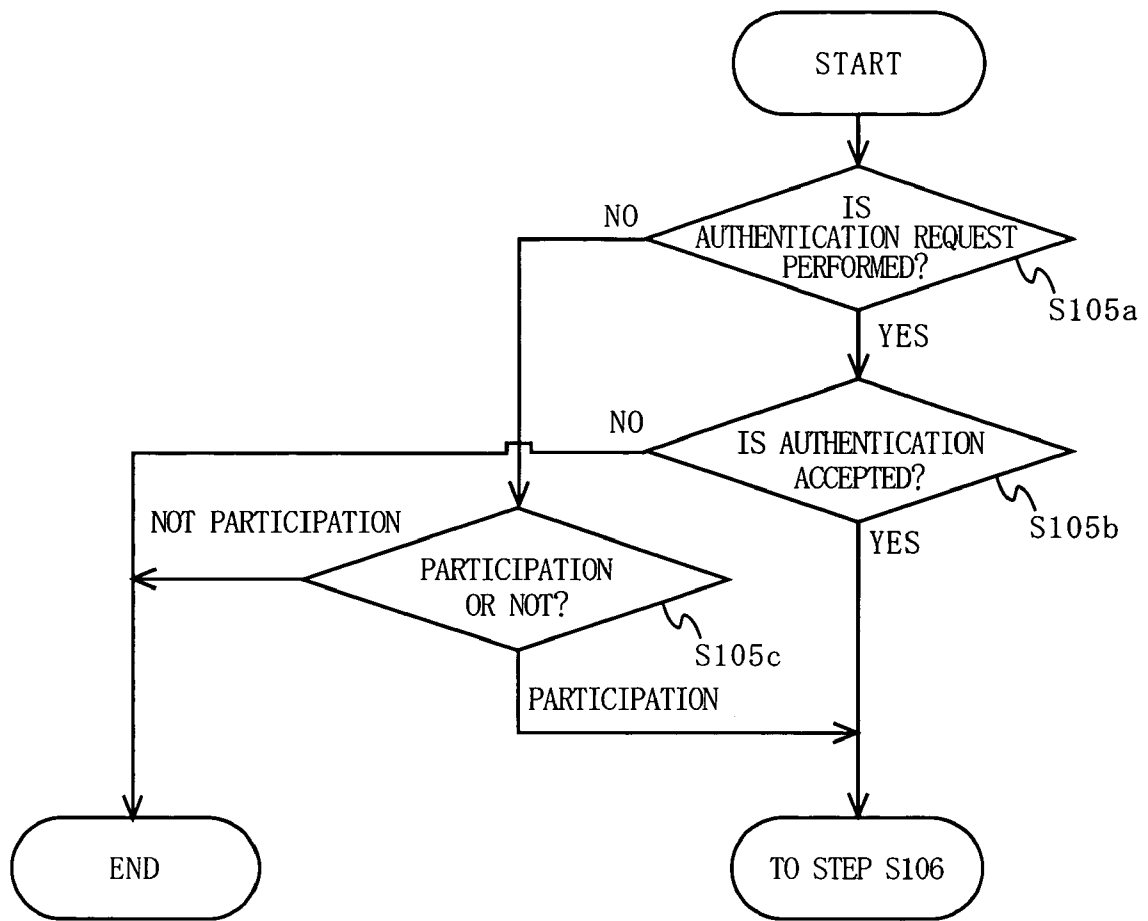 START
NO
IS
AUTHENTICATION REQUEST
PERFORMED?
S105a
YES
NO
IS AUTHENTICATION
ACCEPTED?
S105b
NOT PARTICIPATION
YES
PARTICIPATION
OR NOT?
S105c
PARTICIPATION
END
TO STEP S106